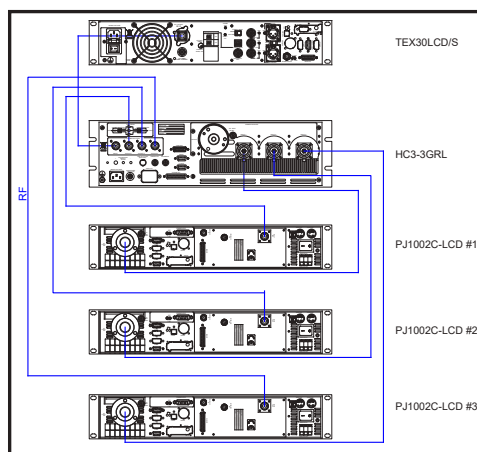 TEX30LCD/S
HC3-3GRL
RF
PJ1002C-LCD #1
PJ1002C-LCD #2
PJ1002C-LCD #3